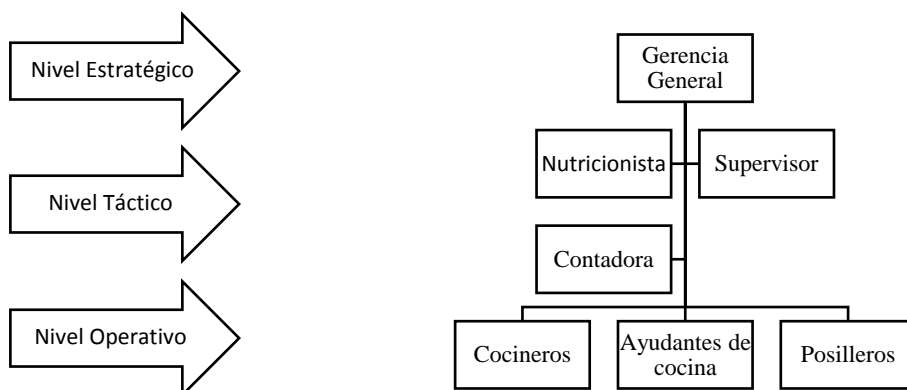 Nivel Estratégico
Gerencia
General
Nutricionista
Supervisor
Nivel Táctico
Contadora
Nivel Operativo
Cocineros
Ayudantes de
cocina
Posilleros